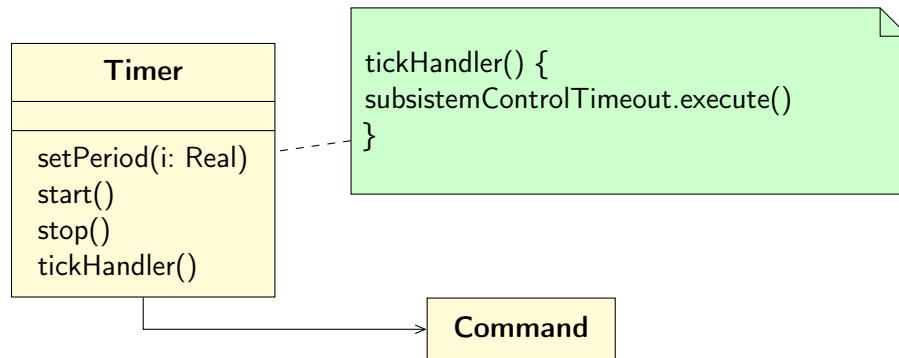 Timer
setPeriod(i: Real)
start()
stop()
tickHandler()
tickHandler() {
subsistemControlTimeout.execute()
}
Command